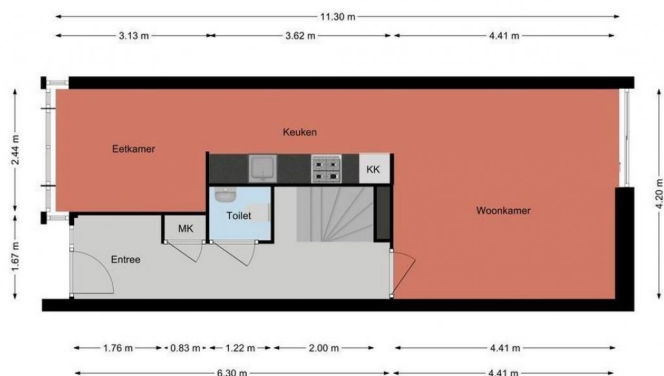 11.30 m
3.13 m 3.62 m 4.41 m
Keuken
Eetkamer
2.44 m
KK
4.20 m
Woonkamer
Toilet
MK
1.67 m
Entree
1.76 m 0.83 m 1.22 m 2.00 m 4.41 m
6.30 m 4.41 m